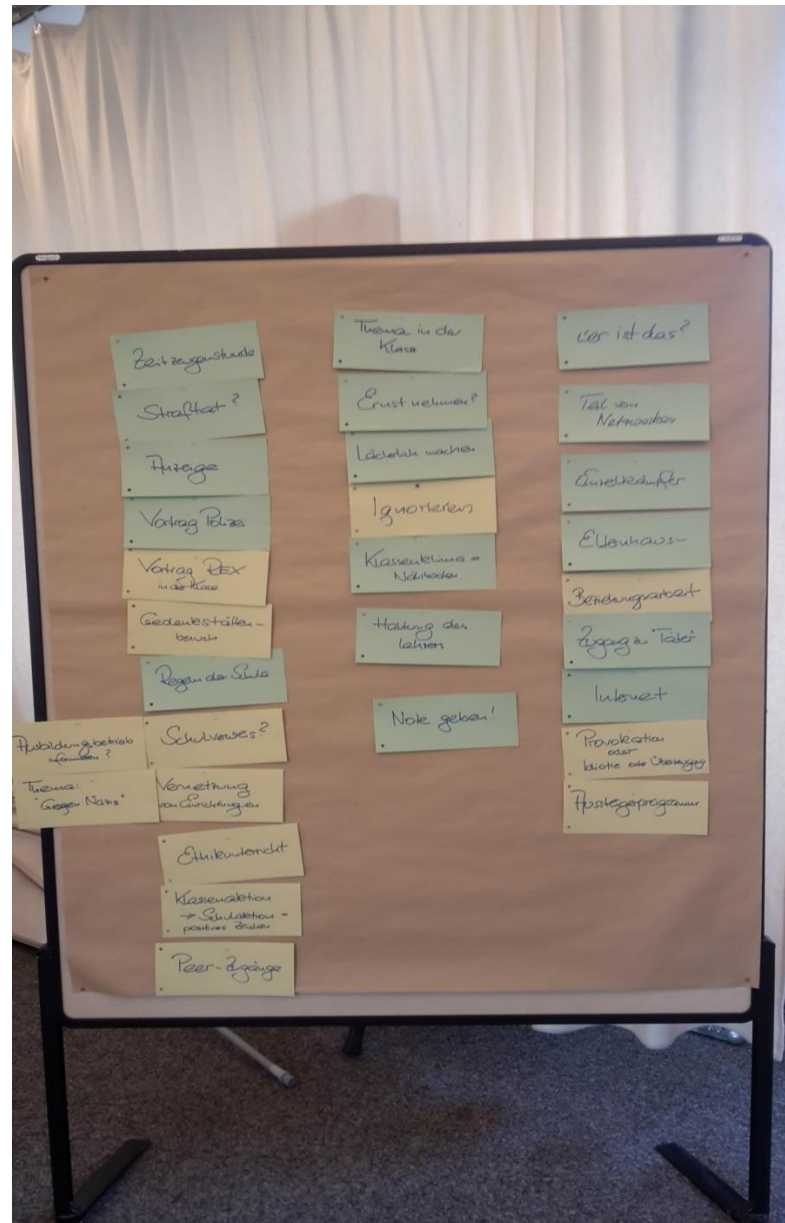 Zeitzeugenstunde
Straftat?
Anzeige
Vortrag Polizei
Vortrag REX
in der Klasse
Gedenkstätten-
besuch
Regeln der Schule
Ausbildungsbetrieb
informieren?
Schulverweis?
Thema:
"Gegen Nazis"
Vernetzung
von Einrichtungen
Ethikunterricht
Klassenaktion
→ Schulaktion =
positives Zeichen
Peer-Zugänge
Thema in der
Klasse
Ernst nehmen?
Lächerlich machen
Ignorieren
Klassenklima =
Nährboden
Haltung des
Lehrers
Note geben!
wer ist das?
Teil von
Netzwerken
Einzelkämpfer
Elternhaus-
Beziehungsarbeit
Zugang zu "Täter"
Internet
Provokation
oder
Idiotie oder Überzeugung
Ausstiegsprogramm